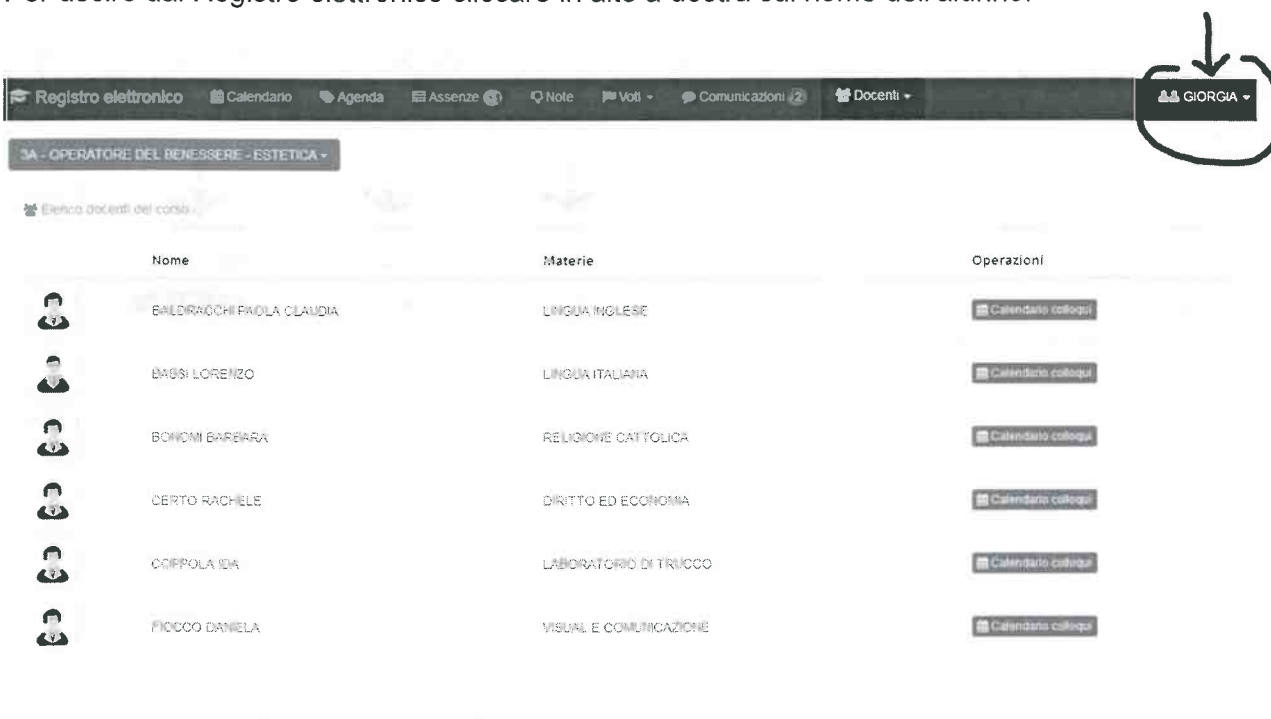 Per uscire dal Registro elettronico cliccare in alto a destra sul nome dell'alunno.
Registro elettronico Calendario Agenda Assenze Note Voti Comunicazioni 2 Docenti GIORGIA
3A - OPERATORE DEL BENESSERE - ESTETICA
Elenco docenti del corso
Nome Materie Operazioni
BALDRACCHI PAOLA CLAUDIA LINGUA INGLESE Calendario colloqui
BASSI LORENZO LINGUA ITALIANA Calendario colloqui
BONOMI BARBARA RELIGIONE CATTOLICA Calendario colloqui
CERTO RACHELE DIRITTO ED ECONOMIA Calendario colloqui
COPPOLA IDA LABORATORIO DI TRUCCO Calendario colloqui
FIOCCO DANIELA VISUAL E COMUNICAZIONE Calendario colloqui